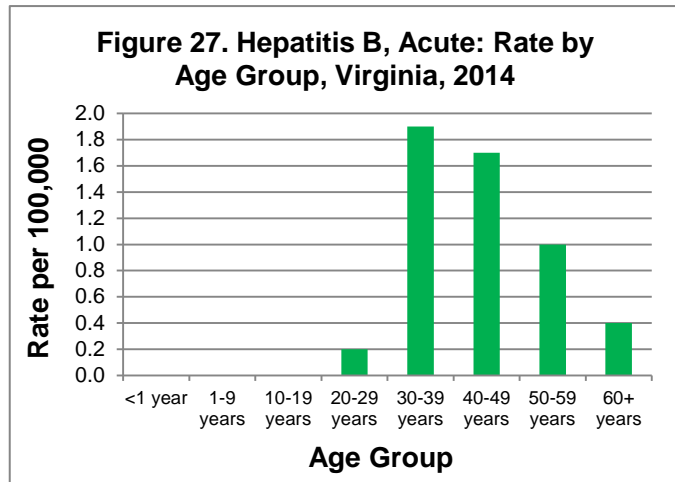 Figure 27. Hepatitis B, Acute: Rate by
Age Group, Virginia, 2014
Rate per 100,000
2.0
1.8
1.6
1.4
1.2
1.0
0.8
0.6
0.4
0.2
0.0
<1 year
1-9
years
10-19
years
20-29
years
30-39
years
40-49
years
50-59
years
60+
years
Age Group